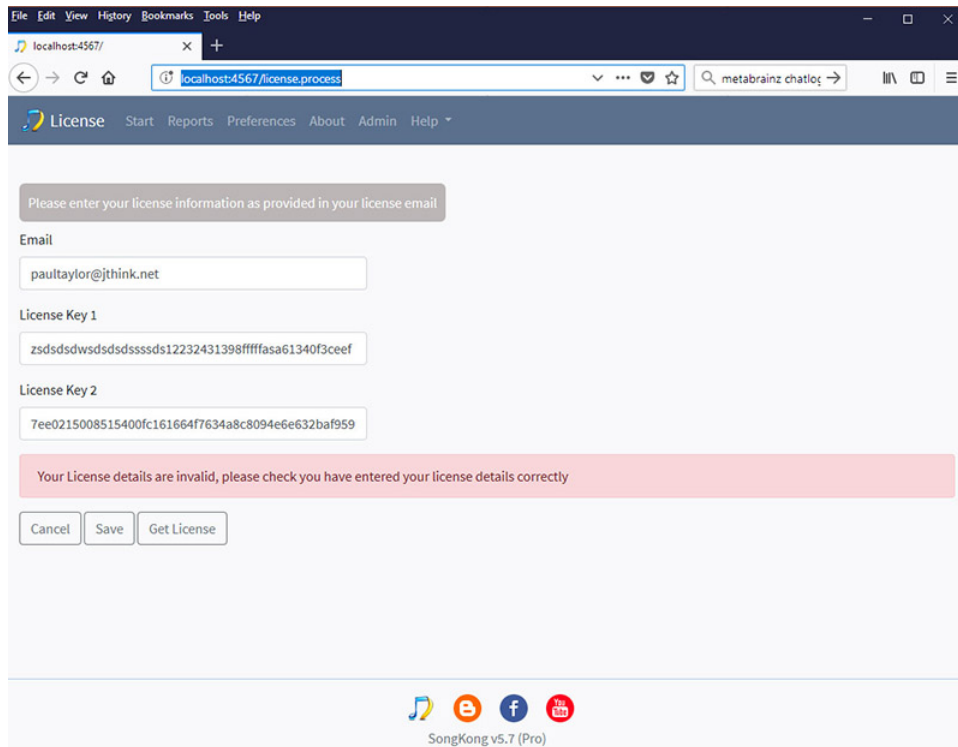 File Edit View History Bookmarks Tools Help
localhost:4567/
localhost:4567/license.process
metabrainz chatlog
License Start Reports Preferences About Admin Help
Please enter your license information as provided in your license email
Email
paultaylor@jthink.net
License Key 1
zsdsdsdwsdsdsdssssds12232431398fffffasa61340f3ceef
License Key 2
7ee0215008515400fc161664f7634a8c8094e6e632baf959
Your License details are invalid, please check you have entered your license details correctly
Cancel Save Get License
You Tube
SongKong v5.7 (Pro)